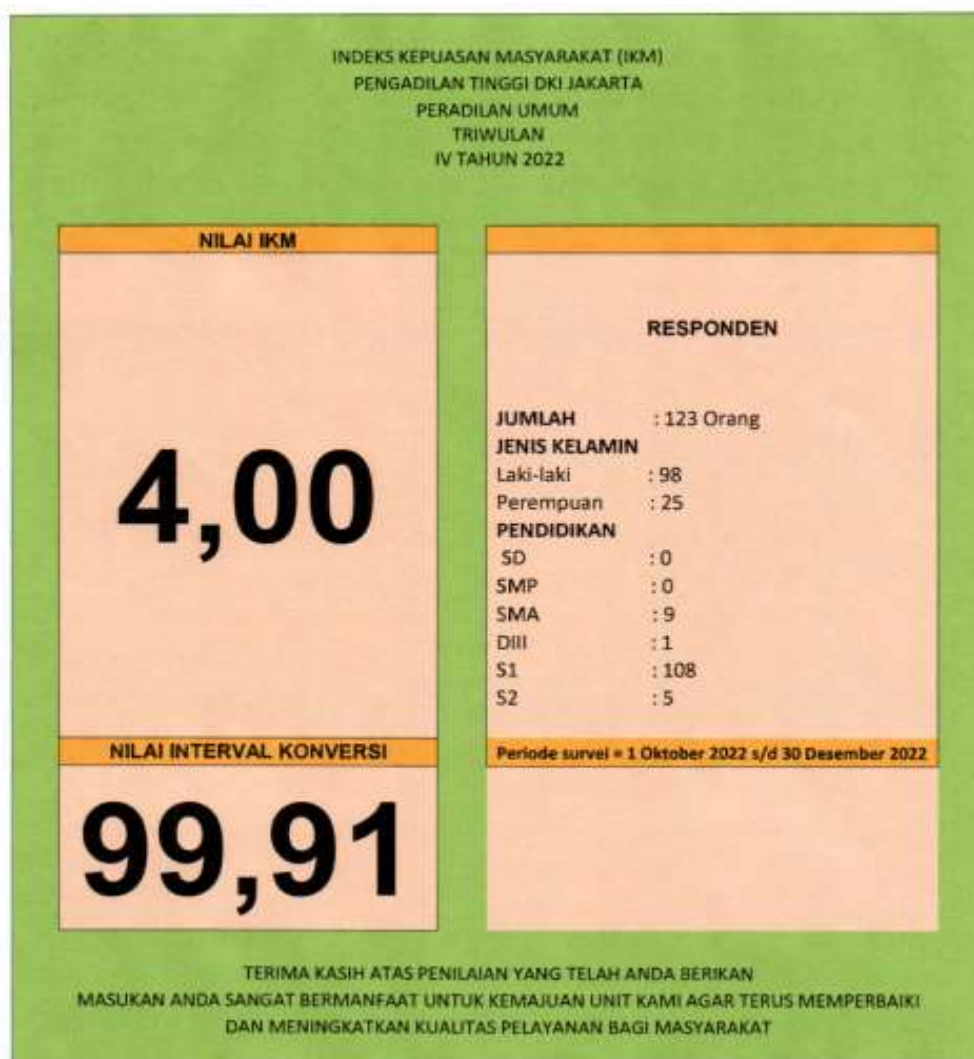 INDEKS KEPUASAN MASYARAKAT (IKM)
PENGADILAN TINGGI DKI JAKARTA
PERADILAN UMUM
TRIWULAN
IV TAHUN 2022
NILAI IKM
4,00
NILAI INTERVAL KONVERSI
99,91
RESPONDEN
JUMLAH : 123 Orang
JENIS KELAMIN
Laki-laki : 98
Perempuan : 25
PENDIDIKAN
SD : 0
SMP : 0
SMA : 9
DIII : 1
S1 : 108
S2 : 5
Periode survei = 1 Oktober 2022 s/d 30 Desember 2022
TERIMA KASIH ATAS PENILAIAN YANG TELAH ANDA BERIKAN
MASUKAN ANDA SANGAT BERMANFAAT UNTUK KEMAJUAN UNIT KAMI AGAR TERUS MEMPERBAIKI
DAN MENINGKATKAN KUALITAS PELAYANAN BAGI MASYARAKAT